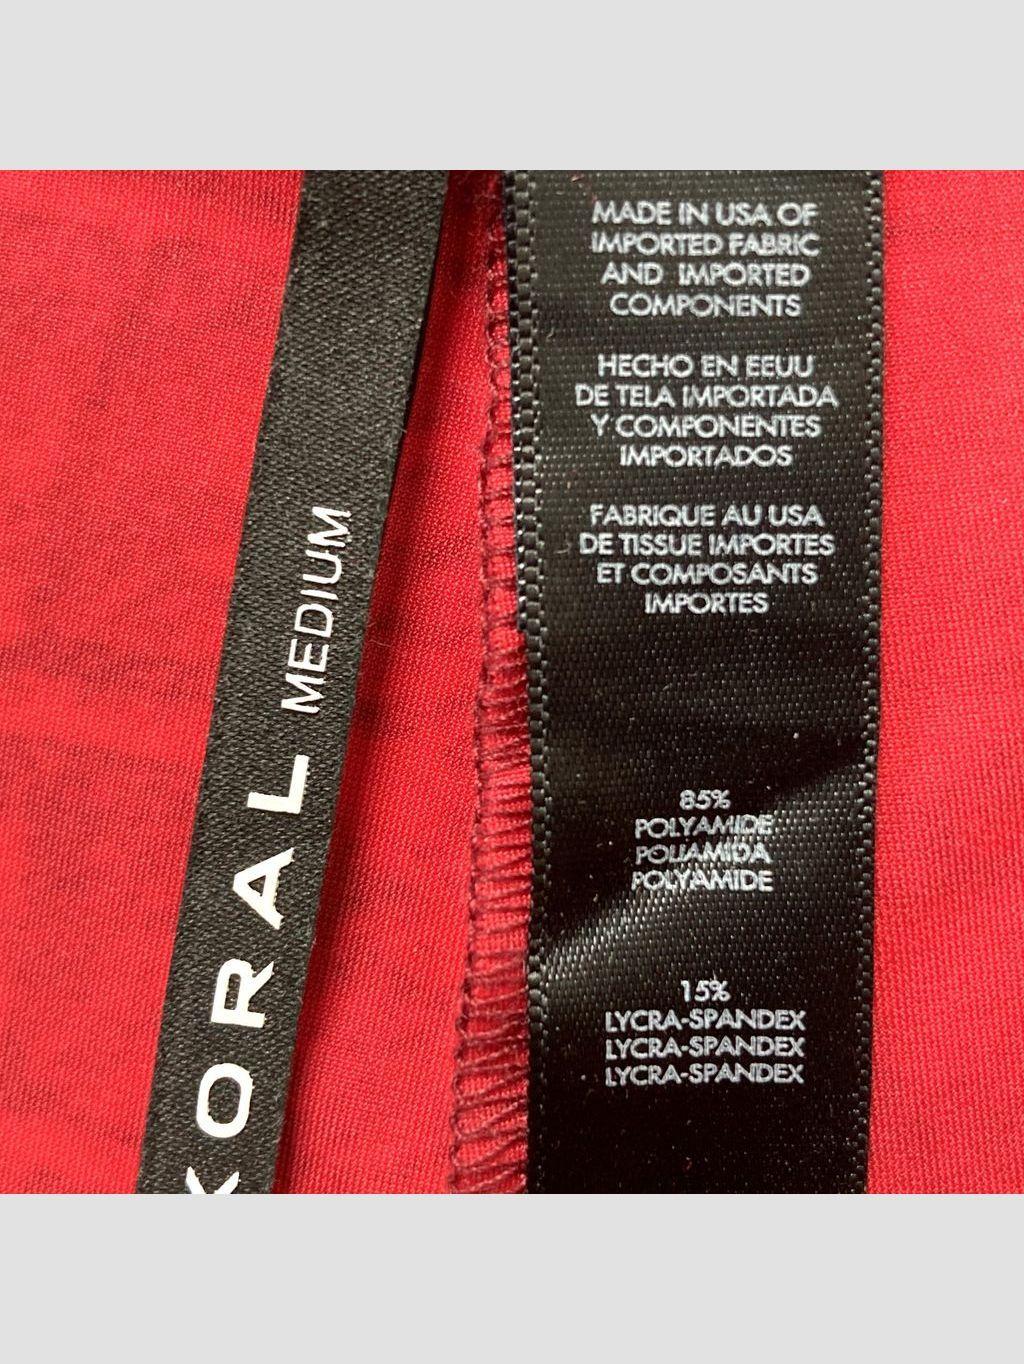 KORAL MEDIUM
MADE IN USA OF
IMPORTED FABRIC
AND IMPORTED
COMPONENTS
HECHO EN EEUU
DE TELA IMPORTADA
Y COMPONENTES
IMPORTADOS
FABRIQUE AU USA
DE TISSUE IMPORTES
ET COMPOSANTS
IMPORTES
85%
POLYAMIDE
POLIAMIDA
POLYAMIDE
15%
LYCRA-SPANDEX
LYCRA-SPANDEX
LYCRA-SPANDEX